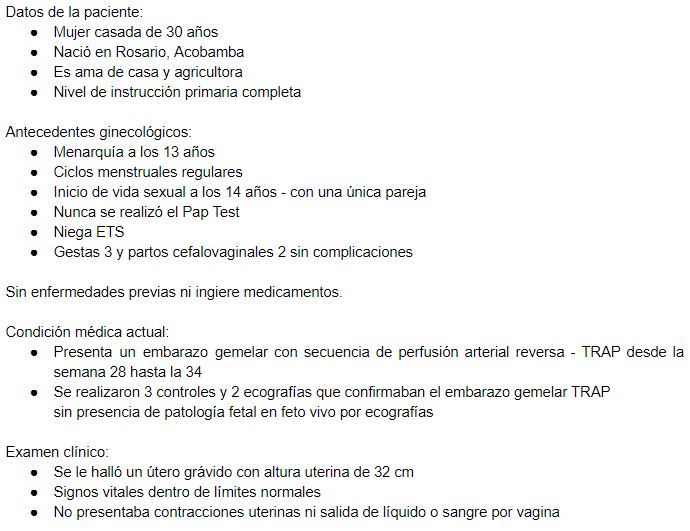 Datos de la paciente:
● Mujer casada de 30 años
● Nació en Rosario, Acobamba
● Es ama de casa y agricultora
● Nivel de instrucción primaria completa
Antecedentes ginecológicos:
● Menarquía a los 13 años
● Ciclos menstruales regulares
● Inicio de vida sexual a los 14 años - con una única pareja
● Nunca se realizó el Pap Test
● Niega ETS
● Gestas 3 y partos cefalovaginales 2 sin complicaciones
Sin enfermedades previas ni ingiere medicamentos.
Condición médica actual:
● Presenta un embarazo gemelar con secuencia de perfusión arterial reversa - TRAP desde la
semana 28 hasta la 34
● Se realizaron 3 controles y 2 ecografías que confirmaban el embarazo gemelar TRAP
sin presencia de patología fetal en feto vivo por ecografías
Examen clínico:
● Se le halló un útero grávido con altura uterina de 32 cm
● Signos vitales dentro de límites normales
● No presentaba contracciones uterinas ni salida de líquido o sangre por vagina